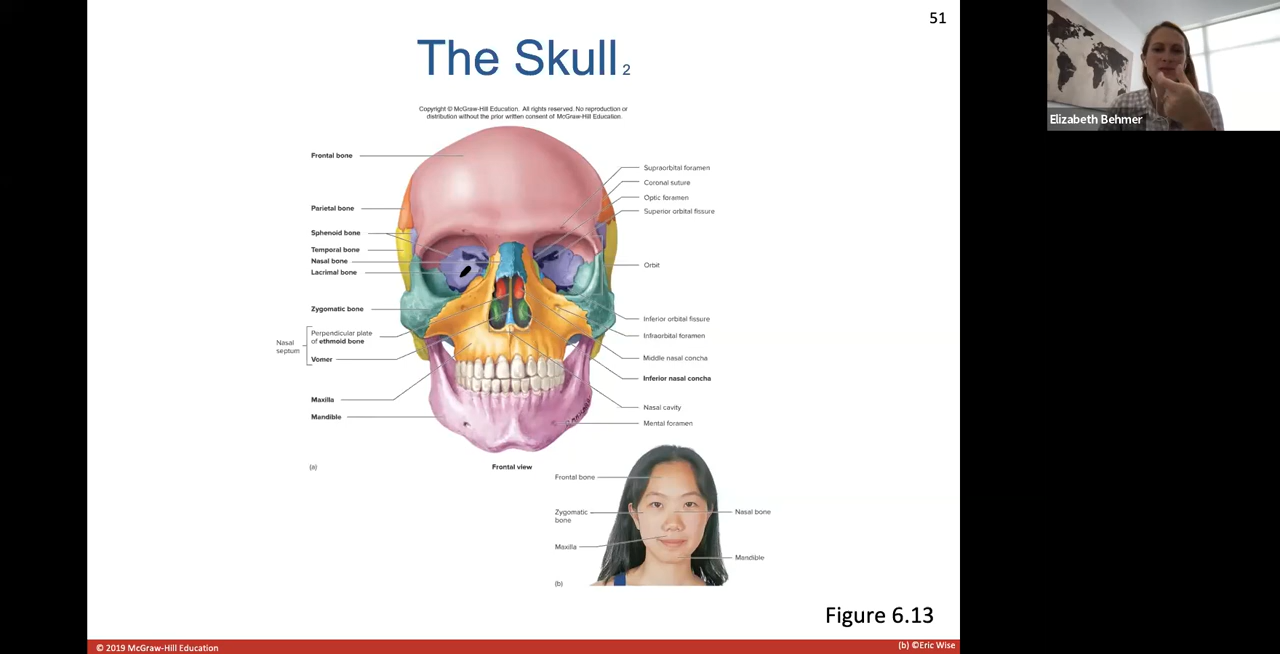 51
The Skull 2
Copyright © McGraw-Hill Education. All rights reserved. No reproduction or
distribution without the prior written consent of McGraw-Hill Education.
Elizabeth Behmer
Frontal bone
Parietal bone
Sphenoid bone
Temporal bone
Nasal bone
Lacrimal bone
Zygomatic bone
Nasal
septum
Perpendicular plate
of ethmoid bone
Vomer
Maxilla
Mandible
Supraorbital foramen
Coronal suture
Optic foramen
Superior orbital fissure
Orbit
Inferior orbital fissure
Infraorbital foramen
Middle nasal concha
Inferior nasal concha
Nasal cavity
Mental foramen
(a)
Frontal view
Frontal bone
Zygomatic
bone
Maxilla
Nasal bone
Mandible
(b)
Figure 6.13
© 2019 McGraw-Hill Education
(b) ©Eric Wise